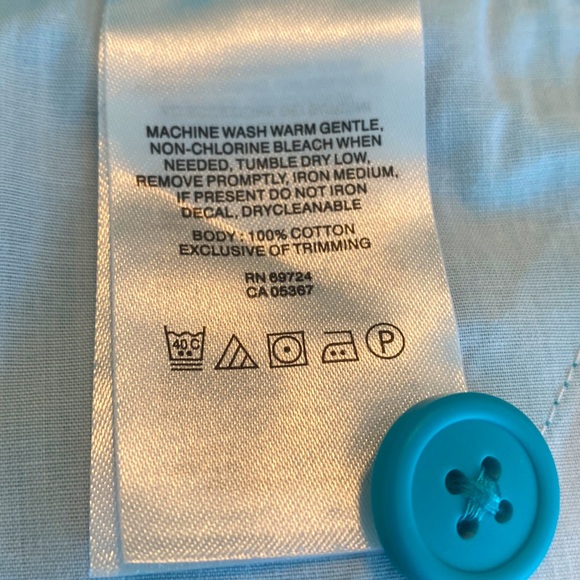 MACHINE WASH WARM GENTLE,
NON-CHLORINE BLEACH WHEN
NEEDED, TUMBLE DRY LOW,
REMOVE PROMPTLY, IRON MEDIUM,
IF PRESENT DO NOT IRON
DECAL, DRYCLEANABLE
BODY : 100% COTTON
EXCLUSIVE OF TRIMMING
RN 69724
CA 05367
40 C P